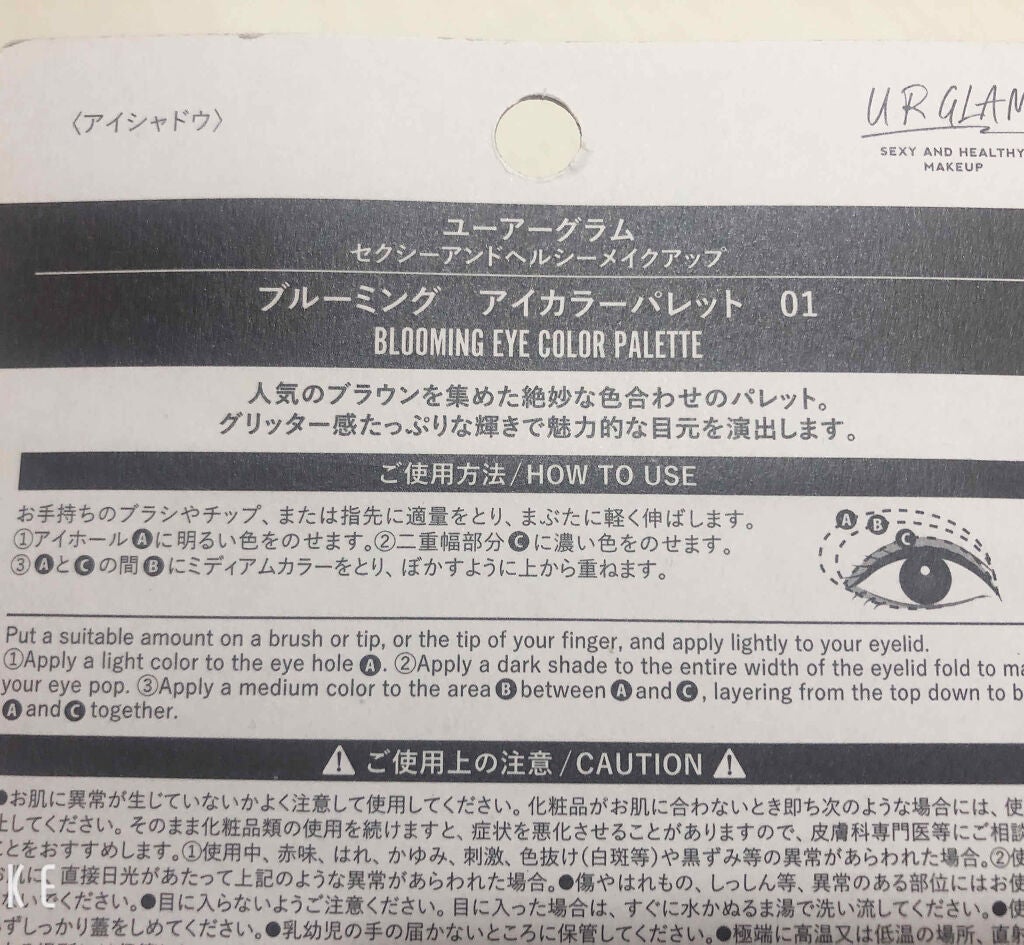 〈アイシャドウ〉
UR GLAM
SEXY AND HEALTHY
MAKEUP
ユーアーグラム
セクシーアンドヘルシーメイクアップ
ブルーミング アイカラーパレット 01
BLOOMING EYE COLOR PALETTE
人気のブラウンを集めた絶妙な色合わせのパレット。
グリッター感たっぷりな輝きで魅力的な目元を演出します。
ご使用方法/HOW TO USE
お手持ちのブラシやチップ、または指先に適量をとり、まぶたに軽く伸ばします。
①アイホールAに明るい色をのせます。②二重幅部分Cに濃い色をのせます。
③AとCの間Bにミディアムカラーをとり、ぼかすように上から重ねます。
A B
C
Put a suitable amount on a brush or tip, or the tip of your finger, and apply lightly to your eyelid.
①Apply a light color to the eye hole A. ②Apply a dark shade to the entire width of the eyelid fold to ma
your eye pop. ③Apply a medium color to the area B between A and C, layering from the top down to b
A and C together.
⚠ ご使用上の注意/CAUTION ⚠
●お肌に異常が生じていないかよく注意して使用してください。化粧品がお肌に合わないとき即ち次のような場合には、使
止してください。そのまま化粧品類の使用を続けますと、症状を悪化させることがありますので、皮膚科専門医等にご相談
ことをおすすめします。①使用中、赤味、はれ、かゆみ、刺激、色抜け(白斑等)や黒ずみ等の異常があらわれた場合。②使
お肌に、直接日光があたって上記のような異常があらわれた場合。●傷やはれもの、しっしん等、異常のある部位にはお使
ください。●目に入らないようご注意ください。目に入った場合は、すぐに水かぬるま湯で洗い流してください。●使
ずしっかり蓋をしめてください。●乳幼児の手の届かないところに保管してください。●極端に高温又は低温の場所、直射
KE